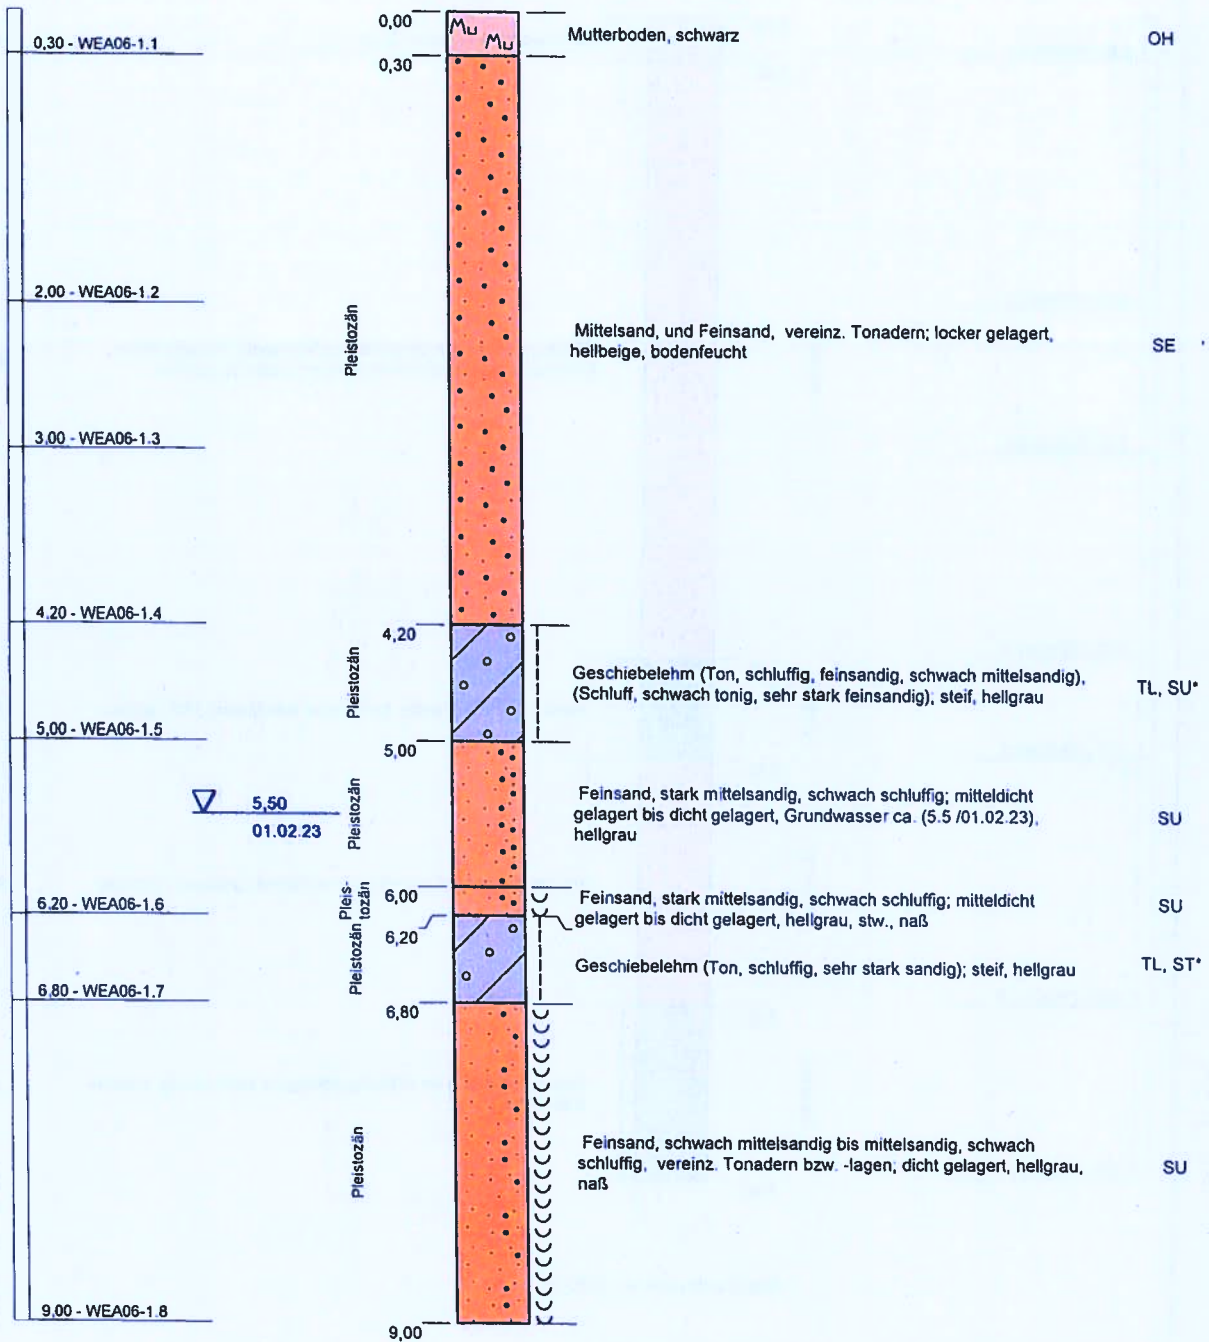 0,00
Mu
Mu
Mutterboden, schwarz
OH
0,30 - WEA06-1.1
0,30
2,00 - WEA06-1.2
Pleistozän
Mittelsand, und Feinsand, vereinz. Tonadern; locker gelagert,
hellbeige, bodenfeucht
SE
3,00 - WEA06-1.3
4,20 - WEA06-1.4
4,20
Pleistozän
Geschiebelehm (Ton, schluffig, feinsandig, schwach mittelsandig),
(Schluff, schwach tonig, sehr stark feinsandig); steif, hellgrau
TL, SU*
5,00 - WEA06-1.5
5,00
5,50
01.02.23
Pleistozän
Feinsand, stark mittelsandig, schwach schluffig; mitteldicht
gelagert bis dicht gelagert, Grundwasser ca. (5.5 /01.02.23),
hellgrau
SU
6,00
Pleis-
tozän
Feinsand, stark mittelsandig, schwach schluffig; mitteldicht
gelagert bis dicht gelagert, hellgrau, stw., naß
SU
6,20 - WEA06-1.6
6,20
Pleistozän
Geschiebelehm (Ton, schluffig, sehr stark sandig); steif, hellgrau
TL, ST*
6,80 - WEA06-1.7
6,80
Pleistozän
Feinsand, schwach mittelsandig bis mittelsandig, schwach
schluffig, vereinz. Tonadern bzw. -lagen; dicht gelagert, hellgrau,
naß
SU
9,00 - WEA06-1.8
9,00